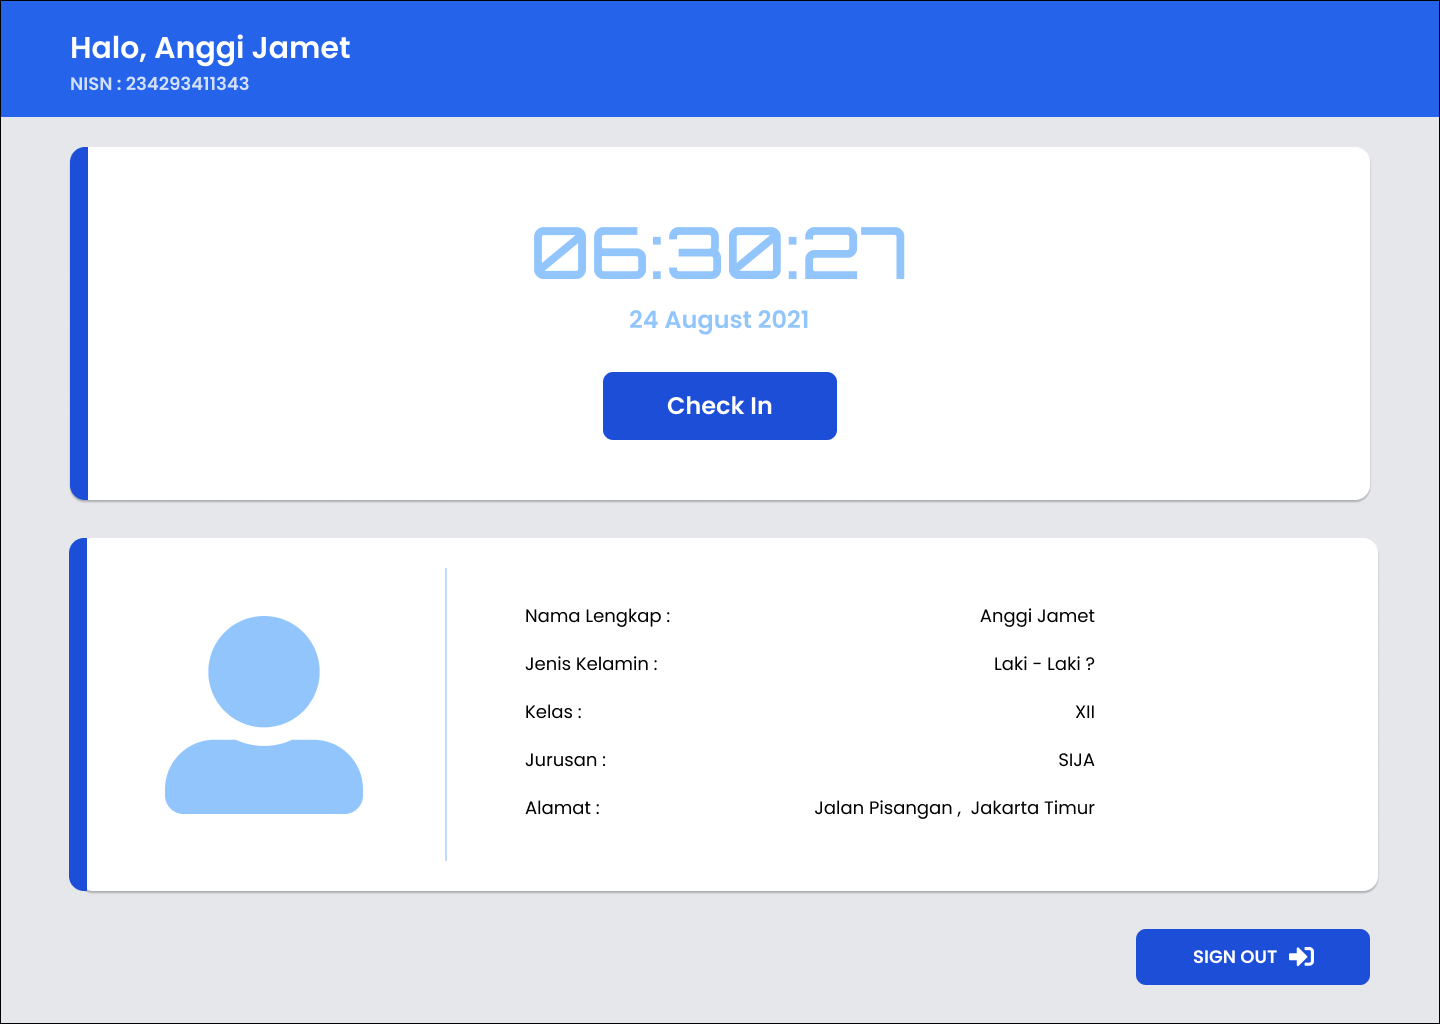 Halo, Anggi Jamet
NISN : 234293411343
06:30:27
24 August 2021
Check In
Nama Lengkap : Anggi Jamet
Jenis Kelamin : Laki - Laki ?
Kelas : XII
Jurusan : SIJA
Alamat : Jalan Pisangan ,  Jakarta Timur
SIGN OUT